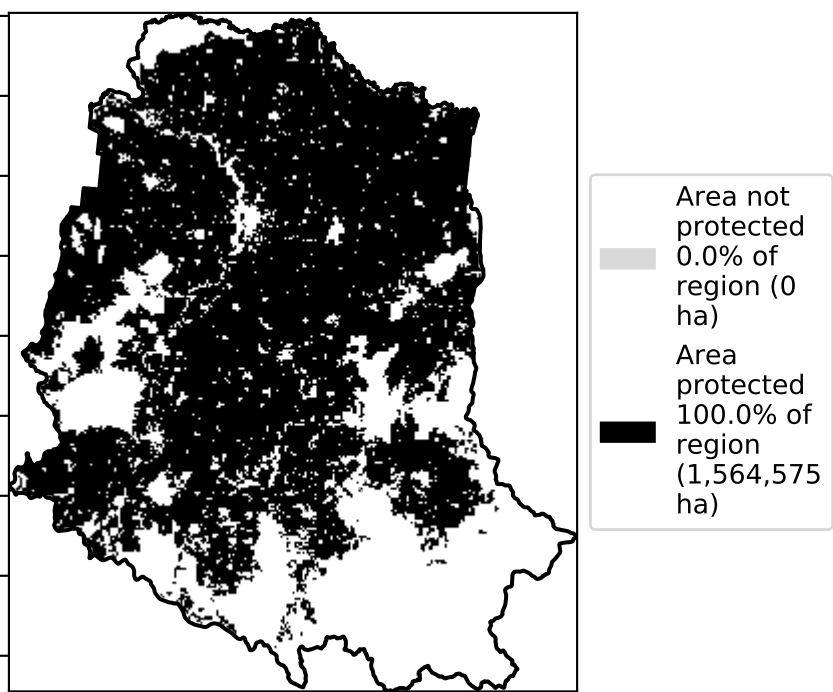 Area not
protected
0.0% of
region (0
ha)
Area
protected
100.0% of
region
(1,564,575
ha)